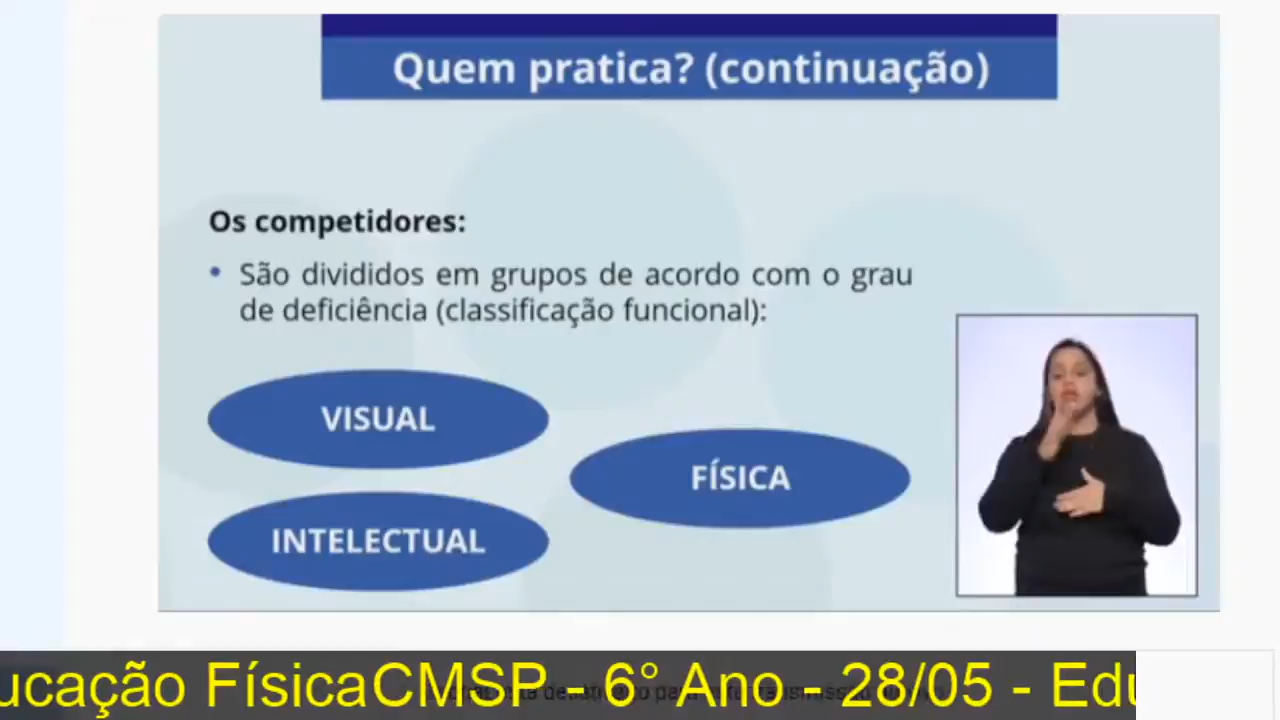 Quem pratica? (continuação)
Os competidores:
• São divididos em grupos de acordo com o grau
de deficiência (classificação funcional):
VISUAL
FÍSICA
INTELECTUAL
ucação FísicaCMSP - 6° Ano - 28/05 - Edu